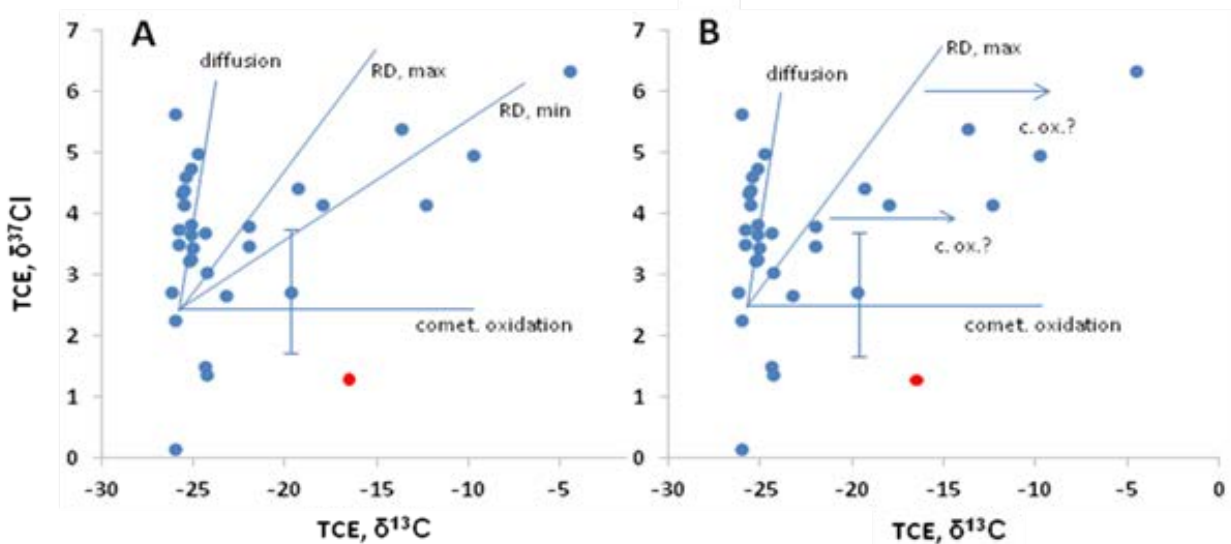 A
7
6
5
4
3
2
1
0
TCE, δ³⁷Cl
diffusion
RD, max
RD, min
comet. oxidation
-30
-25
-20
-15
-10
-5
TCE, δ¹³C
B
7
6
5
4
3
2
1
0
diffusion
RD, max
c. ox.?
c. ox.?
comet. oxidation
-30
-25
-20
-15
-10
-5
0
TCE, δ¹³C